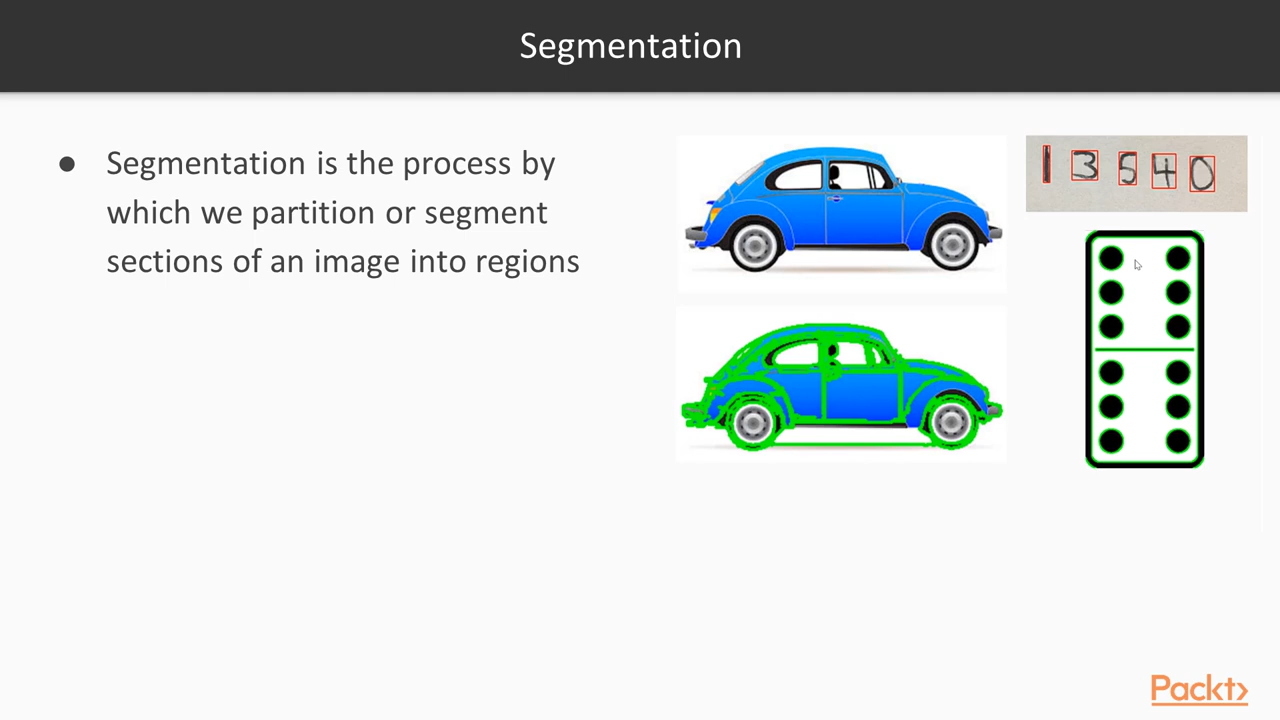 Segmentation
● Segmentation is the process by
which we partition or segment
sections of an image into regions
13540
Packt>